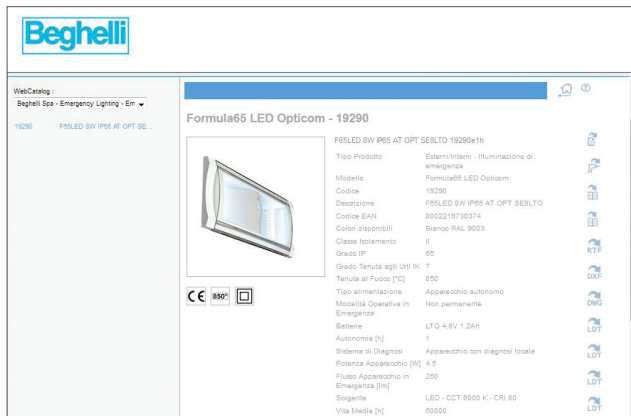 Beghelli
WebCatalog :
Beghelli Spa - Emergency Lighting - Em
19290 F65LED 8W IP65 AT OPT SE...
Formula65 LED Opticom - 19290
F65LED 8W IP65 AT OPT SE8LTO 19290e1h
Tipo Prodotto Esterni/Interni - Illuminazione di
emergenza
Modello Formula65 LED Opticom
Codice 19290
Descrizione F65LED 8W IP65 AT OPT SE8LTO
Codice EAN 8002219730374
Colori disponibili Bianco RAL 9003
Classe Isolamento II
Grado IP 65
Grado Tenuta agli Urti IK 7
Tenuta al Fuoco [°C] 850
Tipo alimentazione Apparecchio autonomo
Modalità Operativa in Non permanente
Emergenza
Batterie LTO 4,8V 1,2Ah
Autonomia [h] 1
Sistema di Diagnosi Apparecchio con diagnosi locale
Potenza Apparecchio [W] 4.5
Flusso Apparecchio in 250
Emergenza [lm]
Sorgente LED - CCT 6000 K - CRI 80
Vita Media [h] 50000
CE 850°
RTF
DXF
DWG
LDT
LDT
LDT
LDT